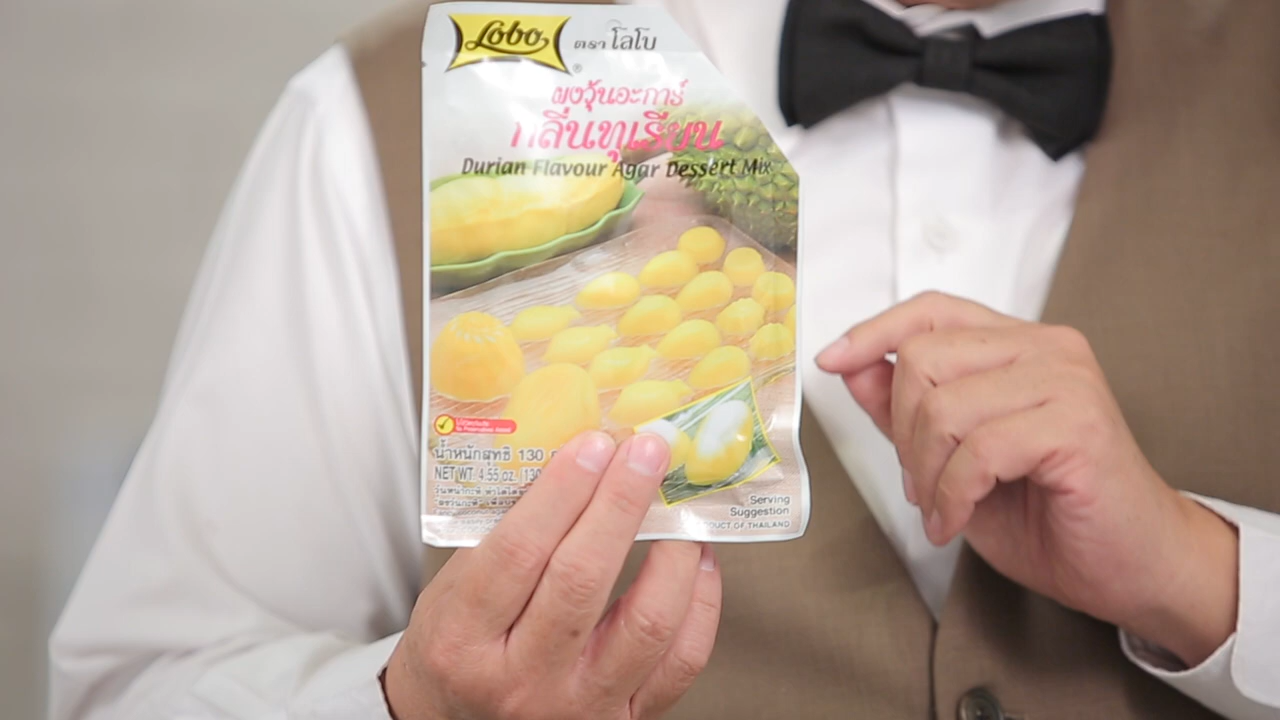 Lobo
ตรา โลโบ
®
ผงวุ้นอะการ์
กลิ่นทุเรียน
Durian Flavour Agar Dessert Mix
น้ำหนักสุทธิ 130
NET WT. 4.55 oz. (130
Serving
Suggestion
PRODUCT OF THAILAND